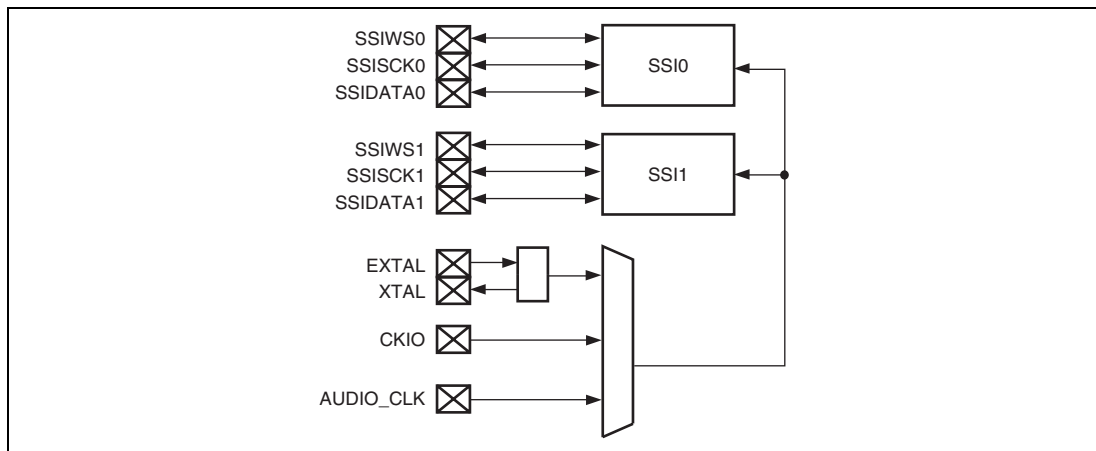 SSIWS0
SSISCK0
SSIDATA0
SSI0
SSIWS1
SSISCK1
SSIDATA1
SSI1
EXTAL
XTAL
CKIO
AUDIO_CLK